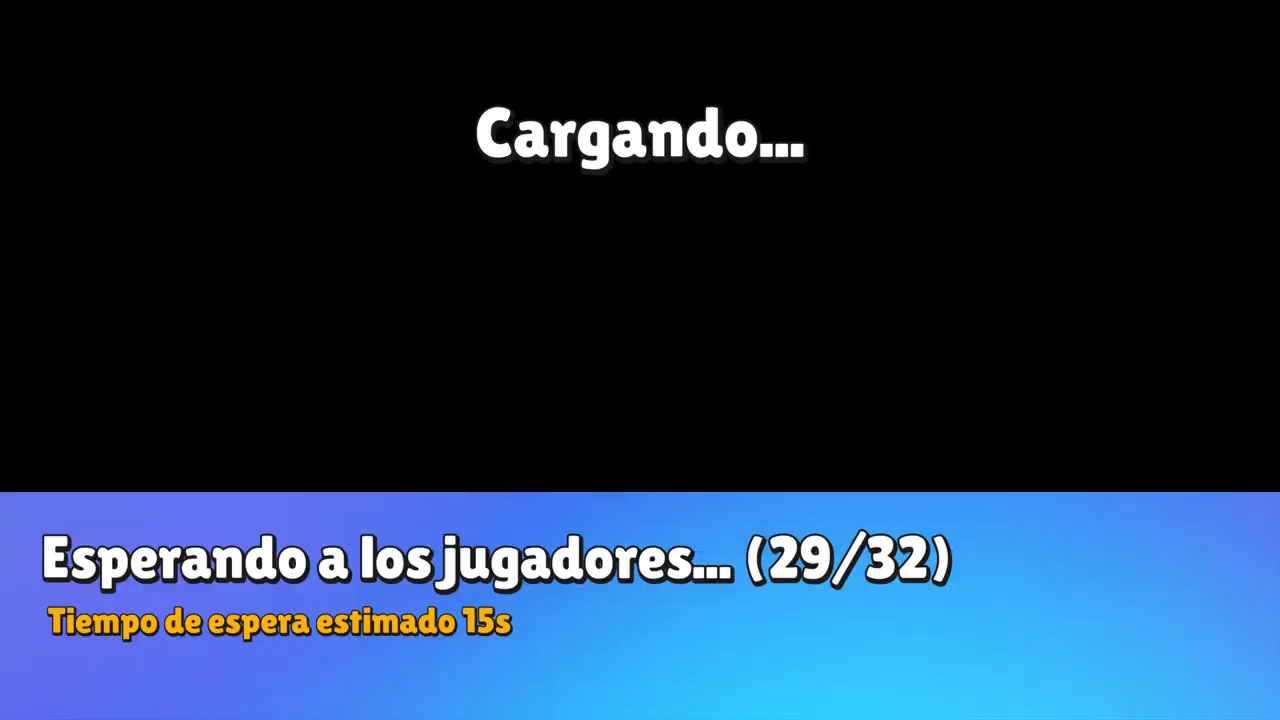 Cargando...
Esperando a los jugadores... (29/32)
Tiempo de espera estimado 15s